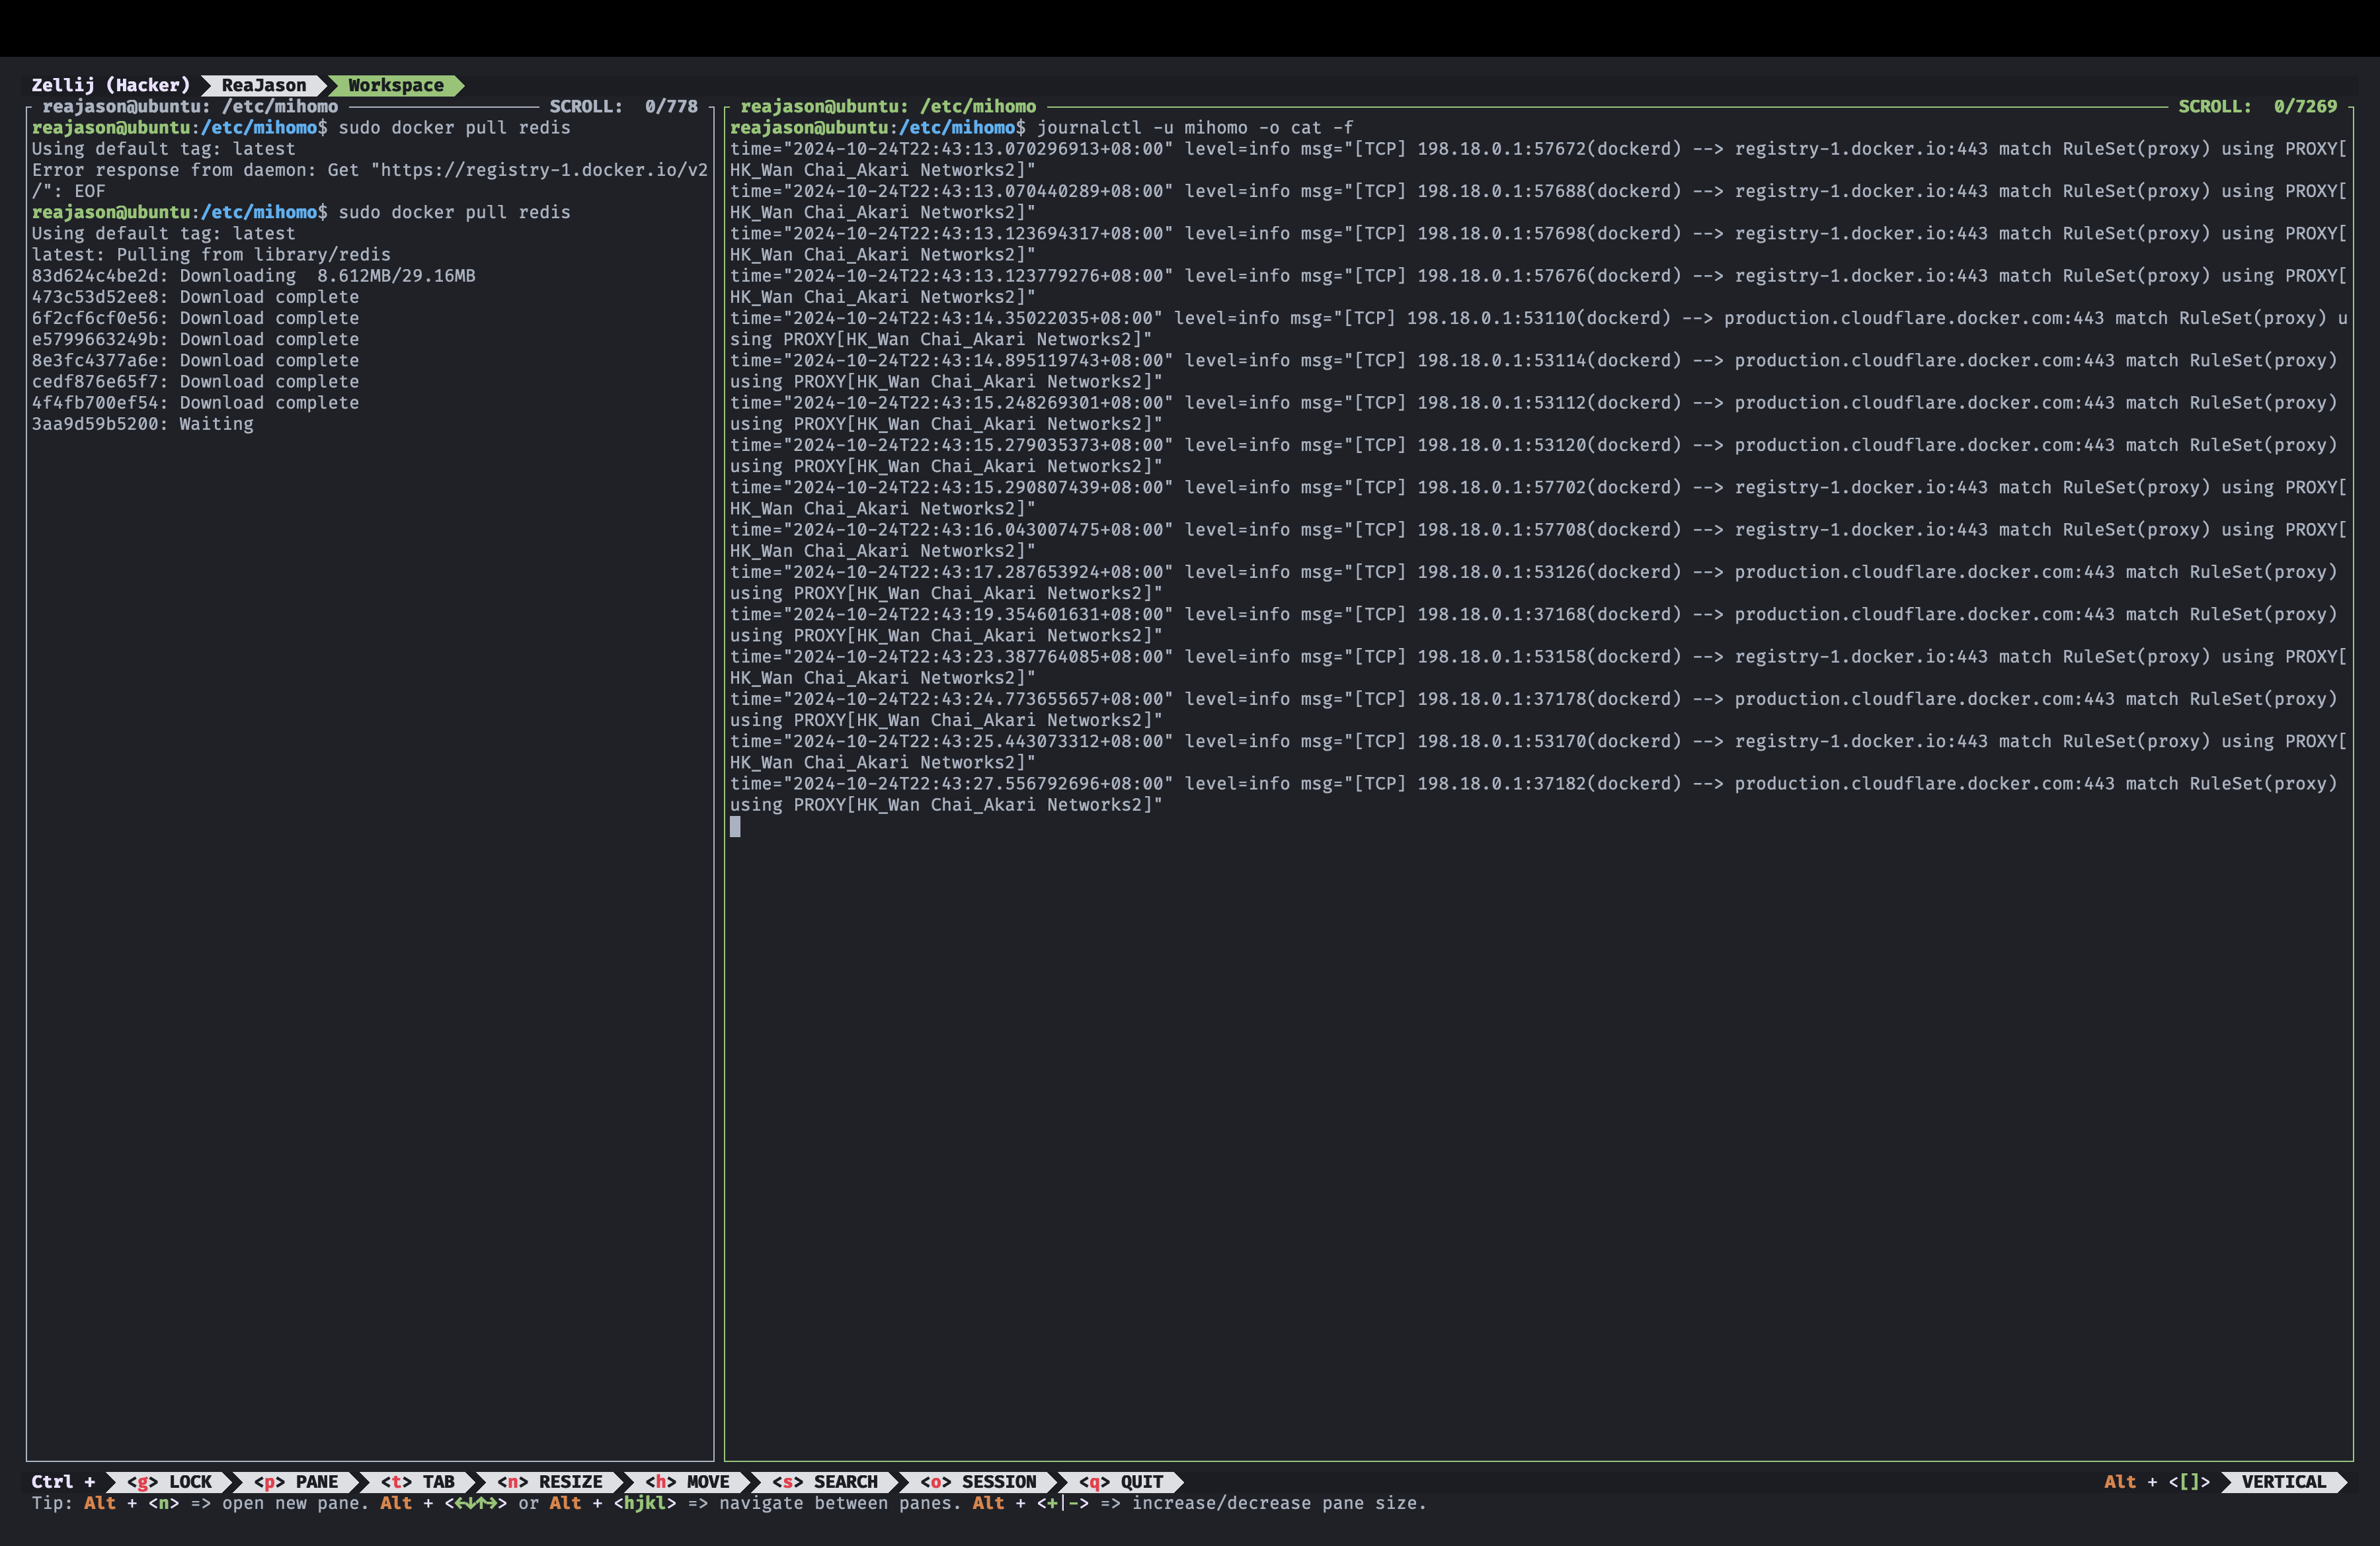 Zellij (Hacker) ReaJason Workspace
reajason@ubuntu: /etc/mihomo SCROLL: 0/778
reajason@ubuntu:/etc/mihomo$ sudo docker pull redis
Using default tag: latest
Error response from daemon: Get "https://registry-1.docker.io/v2
/": EOF
reajason@ubuntu:/etc/mihomo$ sudo docker pull redis
Using default tag: latest
latest: Pulling from library/redis
83d624c4be2d: Downloading  8.612MB/29.16MB
473c53d52ee8: Download complete
6f2cf6cf0e56: Download complete
e5799663249b: Download complete
8e3fc4377a6e: Download complete
cedf876e65f7: Download complete
4f4fb700ef54: Download complete
3aa9d59b5200: Waiting
reajason@ubuntu: /etc/mihomo SCROLL: 0/7269
reajason@ubuntu:/etc/mihomo$ journalctl -u mihomo -o cat -f
time="2024-10-24T22:43:13.070296913+08:00" level=info msg="[TCP] 198.18.0.1:57672(dockerd) --> registry-1.docker.io:443 match RuleSet(proxy) using PROXY[
HK_Wan Chai_Akari Networks2]"
time="2024-10-24T22:43:13.070440289+08:00" level=info msg="[TCP] 198.18.0.1:57688(dockerd) --> registry-1.docker.io:443 match RuleSet(proxy) using PROXY[
HK_Wan Chai_Akari Networks2]"
time="2024-10-24T22:43:13.123694317+08:00" level=info msg="[TCP] 198.18.0.1:57698(dockerd) --> registry-1.docker.io:443 match RuleSet(proxy) using PROXY[
HK_Wan Chai_Akari Networks2]"
time="2024-10-24T22:43:13.123779276+08:00" level=info msg="[TCP] 198.18.0.1:57676(dockerd) --> registry-1.docker.io:443 match RuleSet(proxy) using PROXY[
HK_Wan Chai_Akari Networks2]"
time="2024-10-24T22:43:14.35022035+08:00" level=info msg="[TCP] 198.18.0.1:53110(dockerd) --> production.cloudflare.docker.com:443 match RuleSet(proxy) u
sing PROXY[HK_Wan Chai_Akari Networks2]"
time="2024-10-24T22:43:14.895119743+08:00" level=info msg="[TCP] 198.18.0.1:53114(dockerd) --> production.cloudflare.docker.com:443 match RuleSet(proxy)
using PROXY[HK_Wan Chai_Akari Networks2]"
time="2024-10-24T22:43:15.248269301+08:00" level=info msg="[TCP] 198.18.0.1:53112(dockerd) --> production.cloudflare.docker.com:443 match RuleSet(proxy)
using PROXY[HK_Wan Chai_Akari Networks2]"
time="2024-10-24T22:43:15.279035373+08:00" level=info msg="[TCP] 198.18.0.1:53120(dockerd) --> production.cloudflare.docker.com:443 match RuleSet(proxy)
using PROXY[HK_Wan Chai_Akari Networks2]"
time="2024-10-24T22:43:15.290807439+08:00" level=info msg="[TCP] 198.18.0.1:57702(dockerd) --> registry-1.docker.io:443 match RuleSet(proxy) using PROXY[
HK_Wan Chai_Akari Networks2]"
time="2024-10-24T22:43:16.043007475+08:00" level=info msg="[TCP] 198.18.0.1:57708(dockerd) --> registry-1.docker.io:443 match RuleSet(proxy) using PROXY[
HK_Wan Chai_Akari Networks2]"
time="2024-10-24T22:43:17.287653924+08:00" level=info msg="[TCP] 198.18.0.1:53126(dockerd) --> production.cloudflare.docker.com:443 match RuleSet(proxy)
using PROXY[HK_Wan Chai_Akari Networks2]"
time="2024-10-24T22:43:19.354601631+08:00" level=info msg="[TCP] 198.18.0.1:37168(dockerd) --> production.cloudflare.docker.com:443 match RuleSet(proxy)
using PROXY[HK_Wan Chai_Akari Networks2]"
time="2024-10-24T22:43:23.387764085+08:00" level=info msg="[TCP] 198.18.0.1:53158(dockerd) --> registry-1.docker.io:443 match RuleSet(proxy) using PROXY[
HK_Wan Chai_Akari Networks2]"
time="2024-10-24T22:43:24.773655657+08:00" level=info msg="[TCP] 198.18.0.1:37178(dockerd) --> production.cloudflare.docker.com:443 match RuleSet(proxy)
using PROXY[HK_Wan Chai_Akari Networks2]"
time="2024-10-24T22:43:25.443073312+08:00" level=info msg="[TCP] 198.18.0.1:53170(dockerd) --> registry-1.docker.io:443 match RuleSet(proxy) using PROXY[
HK_Wan Chai_Akari Networks2]"
time="2024-10-24T22:43:27.556792696+08:00" level=info msg="[TCP] 198.18.0.1:37182(dockerd) --> production.cloudflare.docker.com:443 match RuleSet(proxy)
using PROXY[HK_Wan Chai_Akari Networks2]"
Ctrl + <g> LOCK <p> PANE <t> TAB <n> RESIZE <h> MOVE <s> SEARCH <o> SESSION <q> QUIT Alt + <[]> VERTICAL
Tip: Alt + <n> => open new pane. Alt + <←↓↑→> or Alt + <hjkl> => navigate between panes. Alt + <+|-> => increase/decrease pane size.